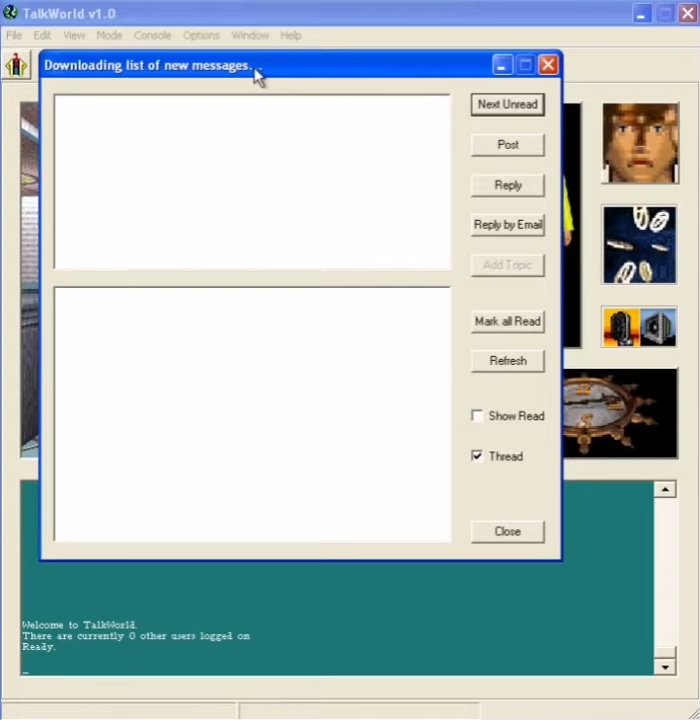 TalkWorld v1.0
File Edit View Mode Console Options Window Help
Downloading list of new messages...
Next Unread
Post
Reply
Reply by Email
Add Topic
Mark all Read
Refresh
Show Read
Thread
Close
Welcome to TalkWorld.
There are currently 0 other users logged on
Ready.
_